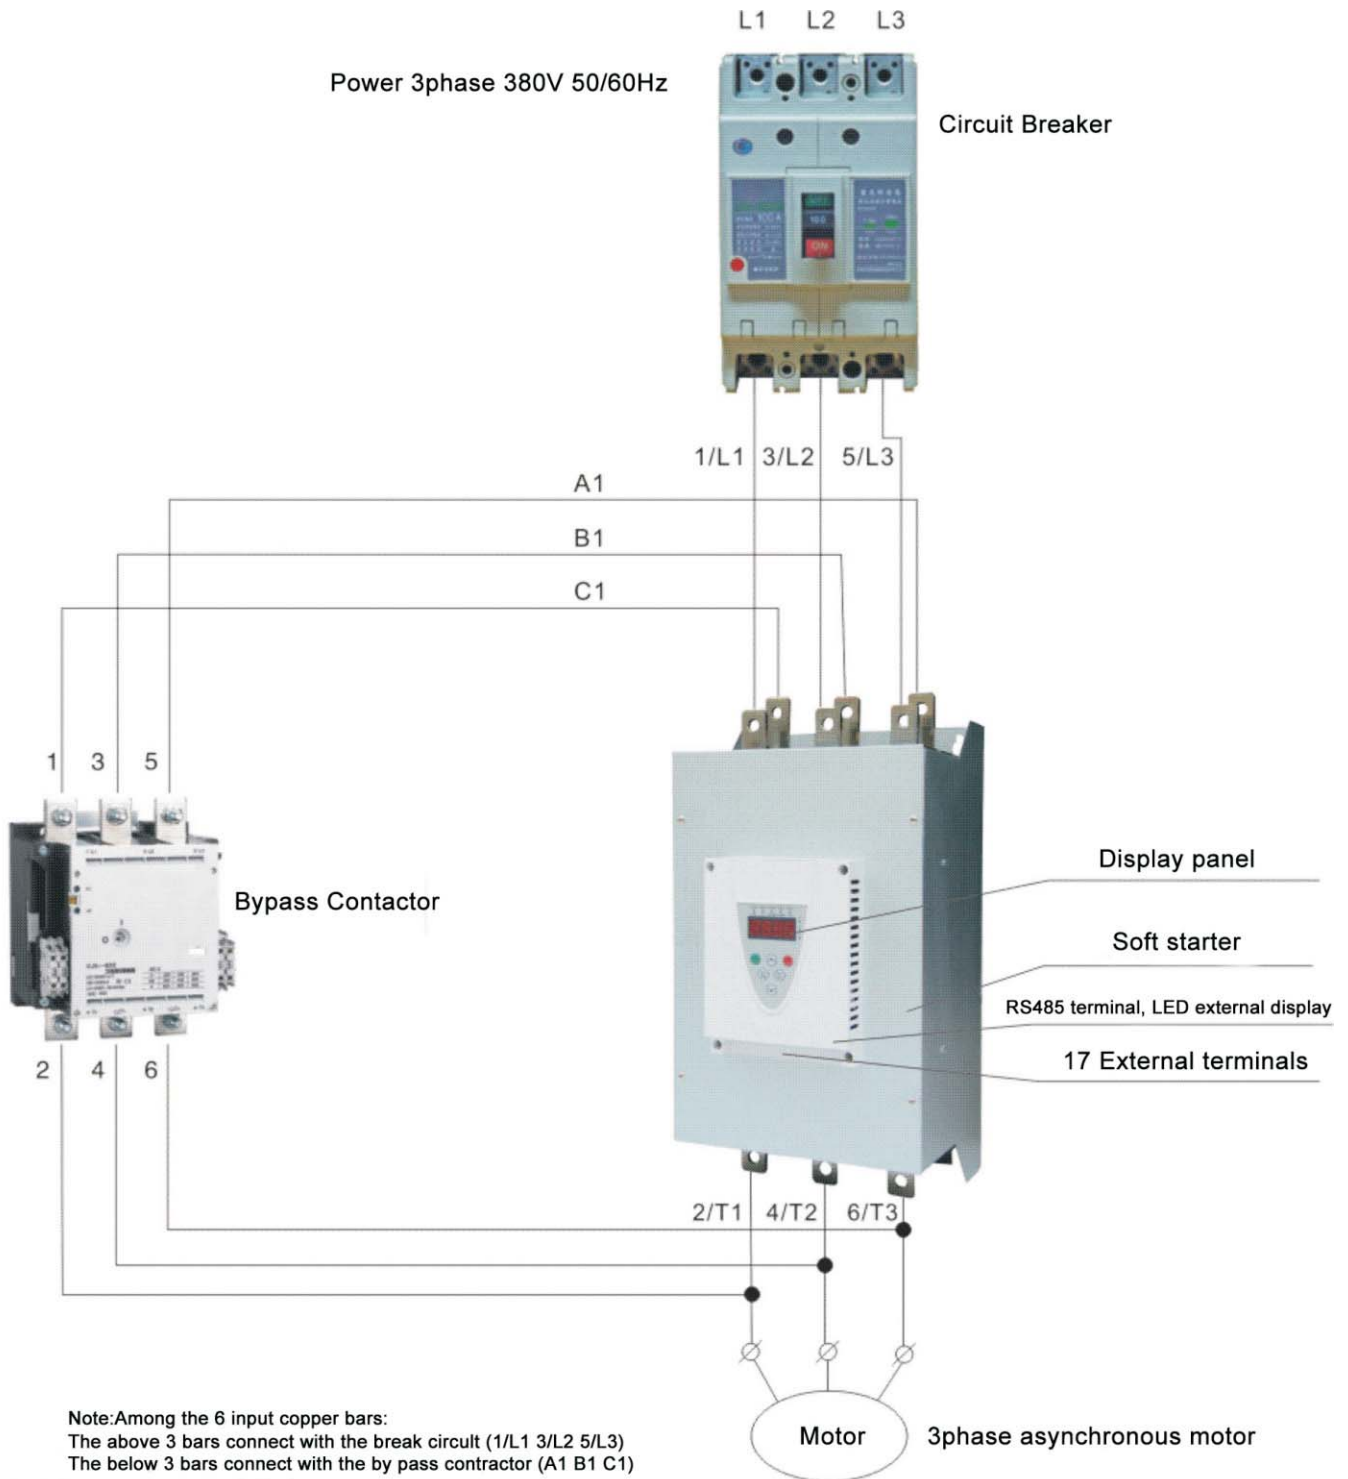 L1 L2 L3
Power 3phase 380V 50/60Hz
Circuit Breaker
100A
100
ON
1/L1 3/L2 5/L3
A1
B1
C1
1 3 5
Bypass Contactor
Display panel
Soft starter
RS485 terminal, LED external display
17 External terminals
2 4 6
2/T1 4/T2 6/T3
Motor
3phase asynchronous motor
Note:Among the 6 input copper bars:
The above 3 bars connect with the break circult (1/L1 3/L2 5/L3)
The below 3 bars connect with the by pass contractor (A1 B1 C1)